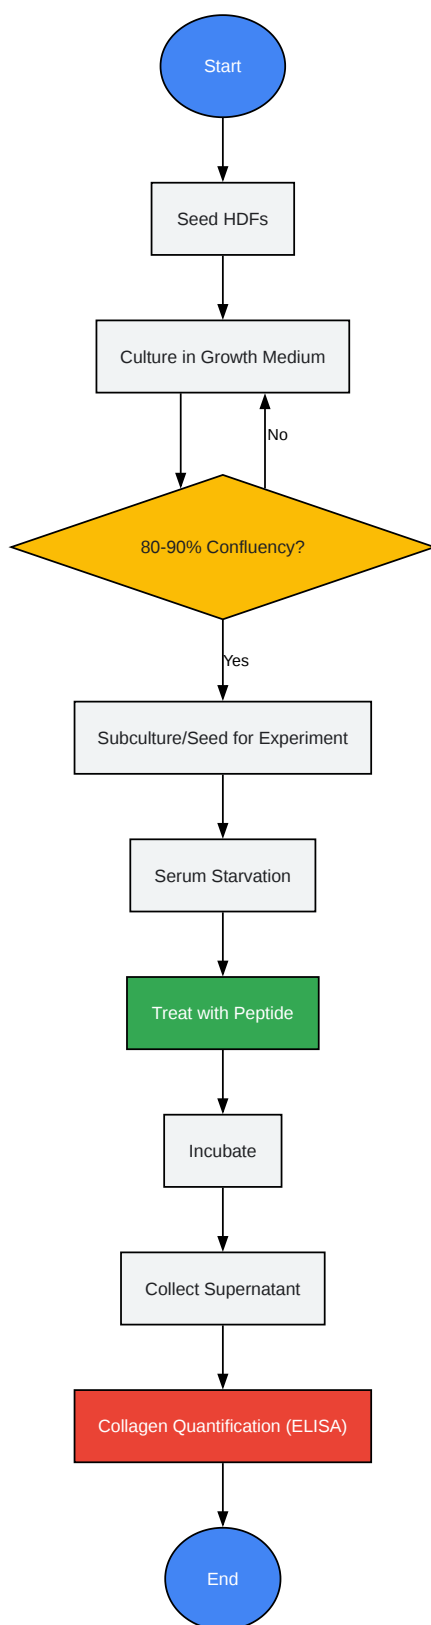 Start
Seed HDFs
Culture in Growth Medium
No
80-90% Confluency?
Yes
Subculture/Seed for Experiment
Serum Starvation
Treat with Peptide
Incubate
Collect Supernatant
Collagen Quantification (ELISA)
End